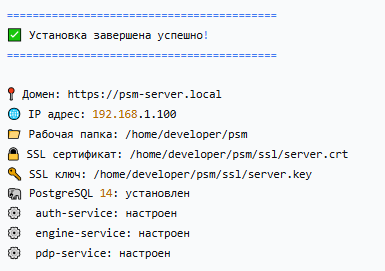 ==========================================
✅ Установка завершена успешно!
==========================================
📍 Домен: https://psm-server.local
🌐 IP адрес: 192.168.1.100
📁 Рабочая папка: /home/developer/psm
🔒 SSL сертификат: /home/developer/psm/ssl/server.crt
🔑 SSL ключ: /home/developer/psm/ssl/server.key
🐘 PostgreSQL 14: установлен
⚙️ auth-service: настроен
⚙️ engine-service: настроен
⚙️ pdp-service: настроен